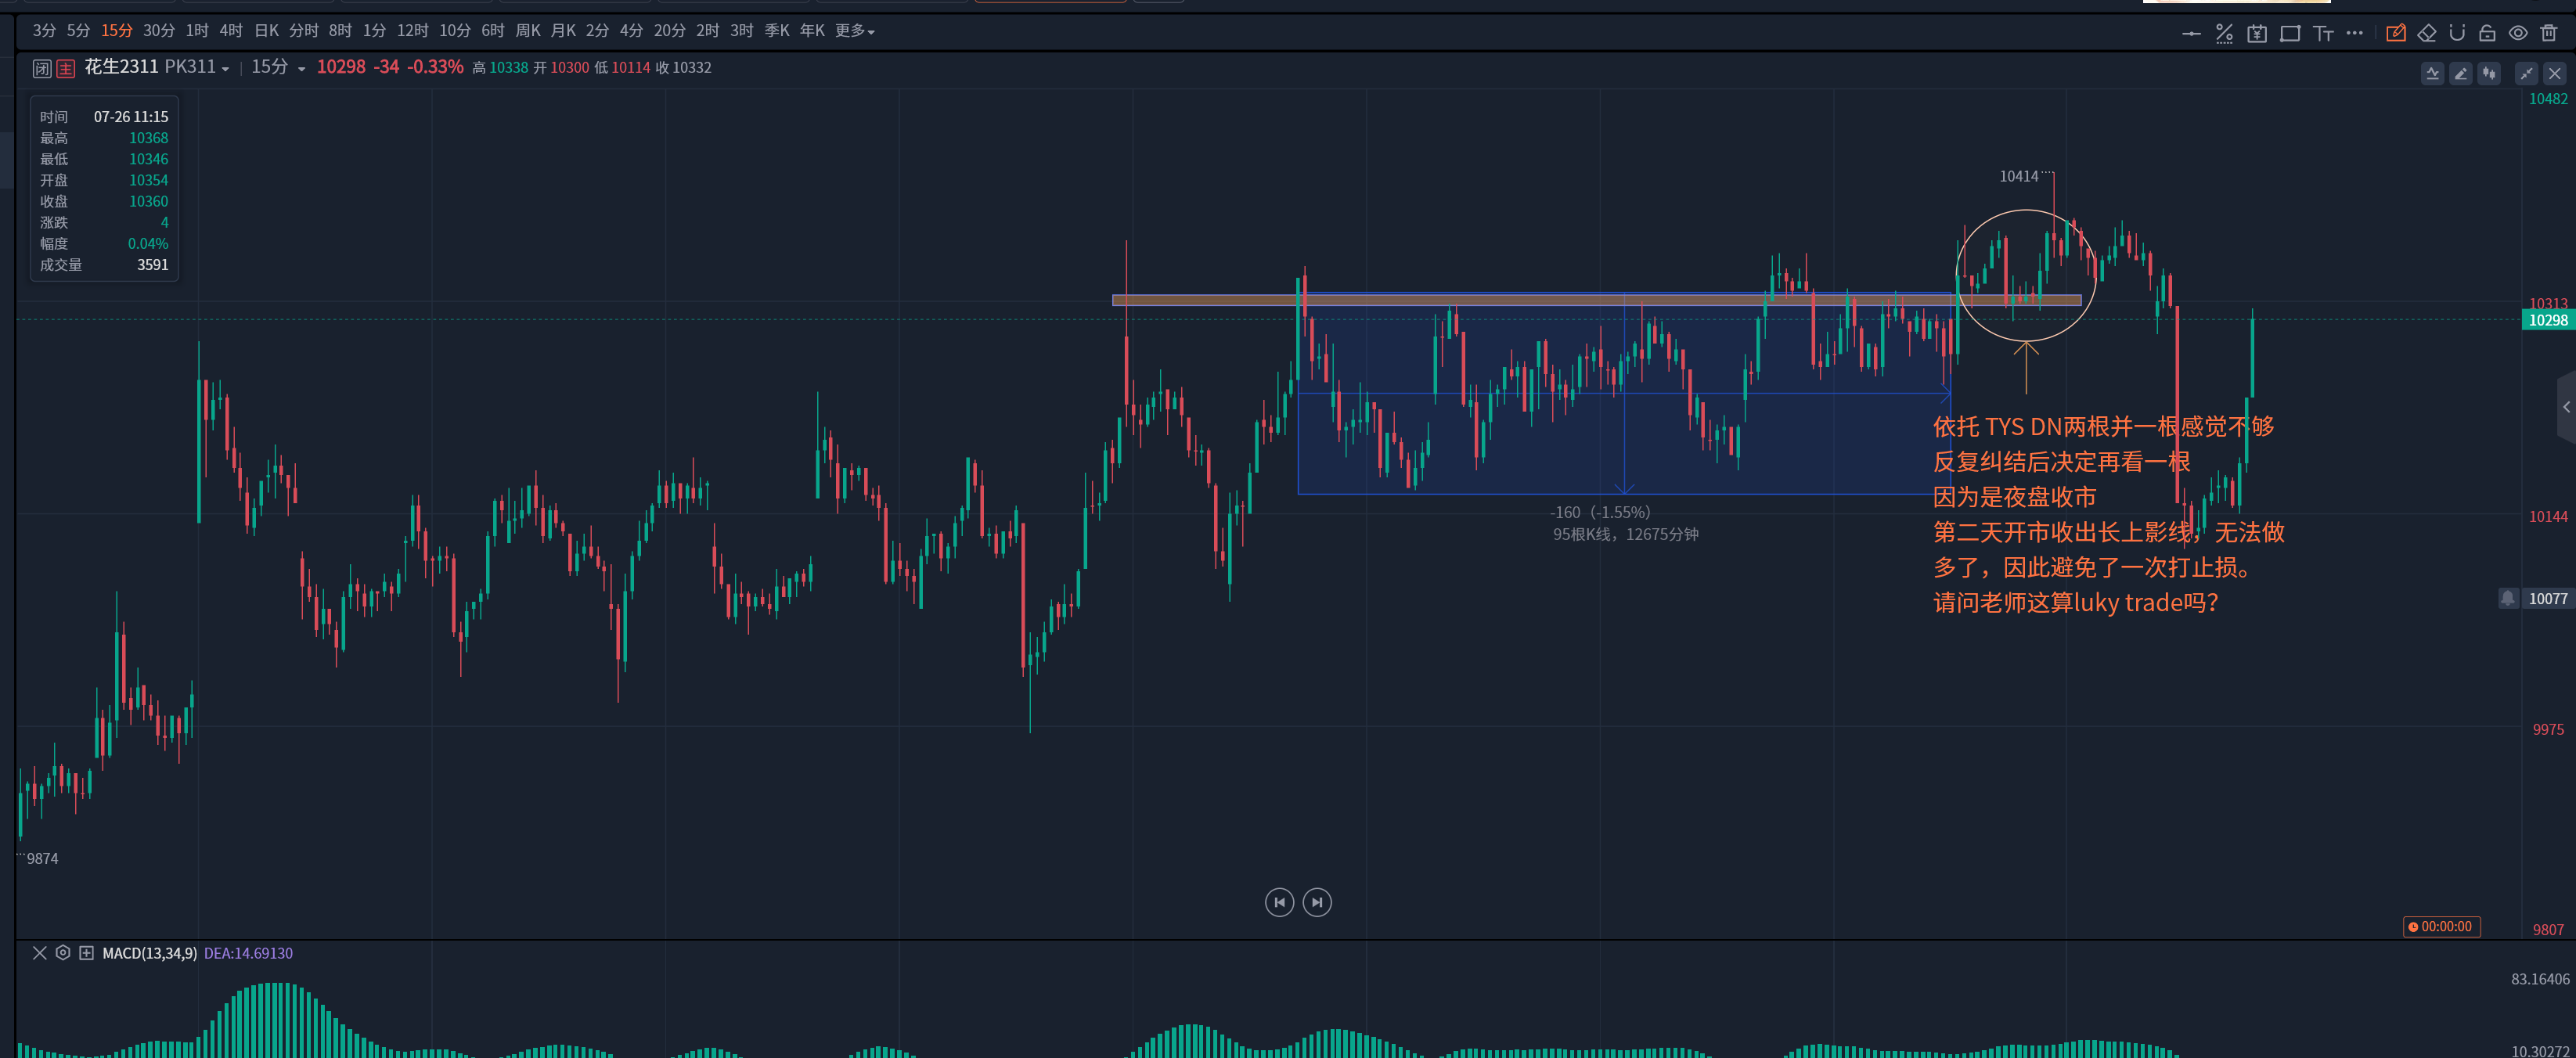 3分 5分 15分 30分 1时 4时 日K 分时 8时 1分 12时 10分 6时 周K 月K 2分 4分 20分 2时 3时 季K 年K 更多
闭 主 花生2311 PK311 15分 10298 -34 -0.33% 高 10338 开 10300 低 10114 收 10332
时间 07-26 11:15
最高 10368
最低 10346
开盘 10354
收盘 10360
涨跌 4
幅度 0.04%
成交量 3591
10482
10414
10313
10298
依托 TYS DN两根并一根感觉不够
反复纠结后决定再看一根
因为是夜盘收市
第二天开市收出长上影线，无法做
多了，因此避免了一次打止损。
请问老师这算luky trade吗？
-160（-1.55%）
95根K线，12675分钟
10144
10077
9975
9874
00:00:00
9807
MACD(13,34,9) DEA:14.69130
83.16406
10.30272